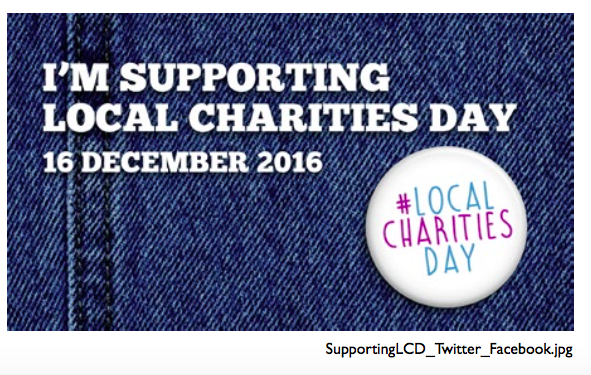 I'M SUPPORTING
LOCAL CHARITIES DAY
16 DECEMBER 2016
#LOCAL
CHARITIES
DAY
SupportingLCD_Twitter_Facebook.jpg